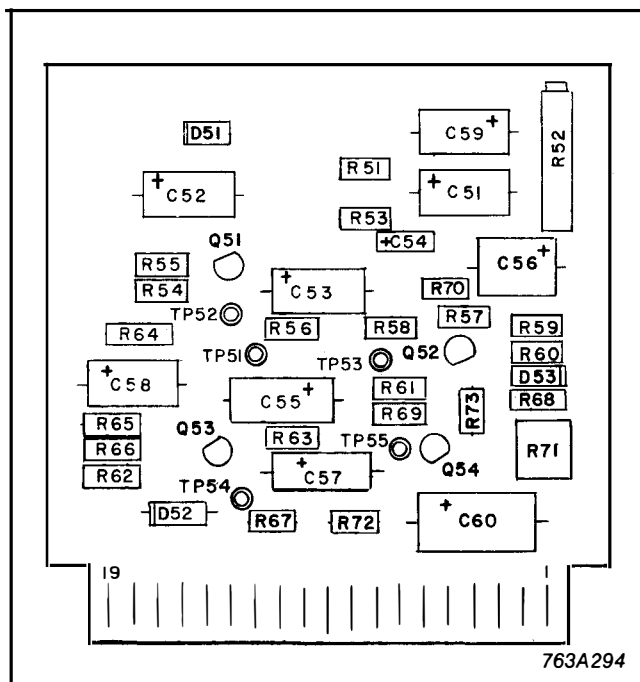 C59
D51
R51
R52
C51
C52
R53
C54
Q51
C56
R55
R54
C53
R70
TP52
R57
R56
R58
R59
R64
TP51
TP53
Q52
R60
D53
C58
R61
R68
C55
R69
R73
R65
Q53
R63
TP55
R66
R71
Q54
R62
C57
TP54
D52
R67
R72
C60
19
1
763A294